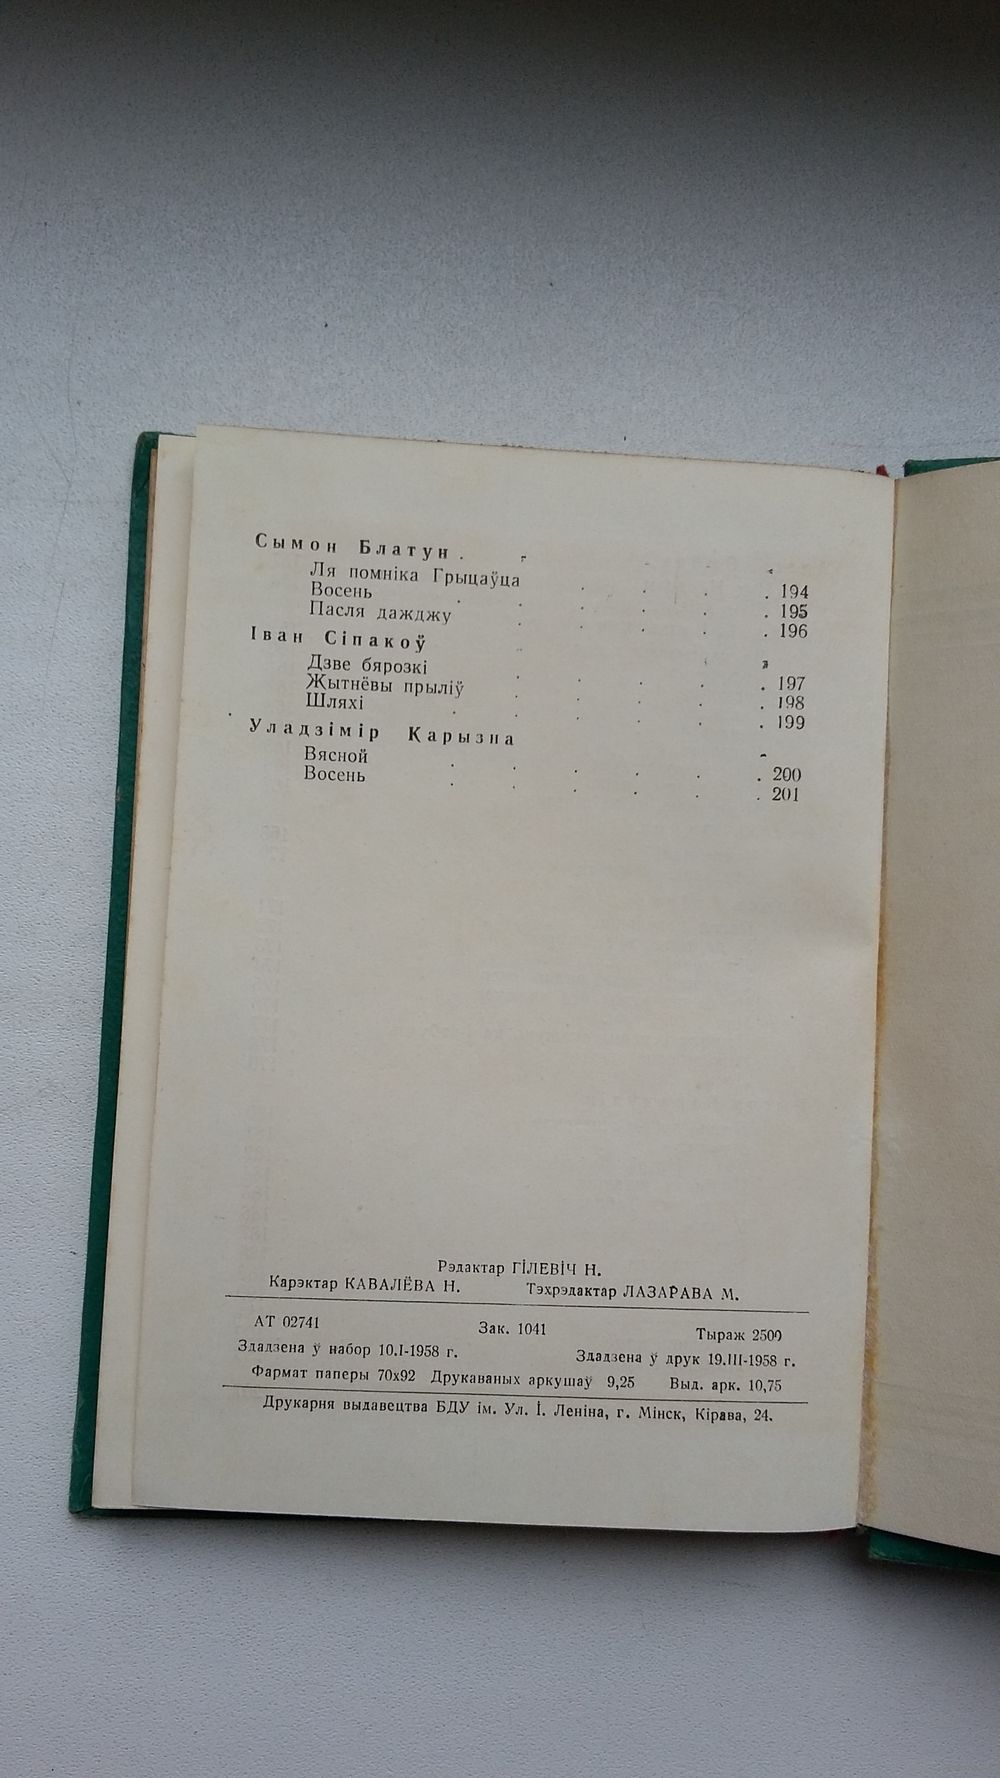 Сымон Блатун .
Ля помніка Грыцаўца . . . . 194
Восень . . . . . . 195
Пасля дажджу . . . . . 196
Іван Сіпакоў
Дзве бярозкі . . . . . 197
Жытнёвы прыліў . . . . . 198
Шляхі . . . . . . 199
Уладзімір Карызна
Вясной . . . . . . 200
Восень . . . . . . 201
Рэдактар ГІЛЕВІЧ Н.
Карэктар КАВАЛЁВА Н. Тэхрэдактар ЛАЗАРАВА М.
АТ 02741 Зак. 1041 Тыраж 2500
Здадзена ў набор 10.І-1958 г. Здадзена ў друк 19.ІІІ-1958 г.
Фармат паперы 70х92 Друкаваных аркушаў 9,25 Выд. арк. 10,75
Друкарня выдавецтва БДУ ім. Ул. І. Леніна, г. Мінск, Кірава, 24.